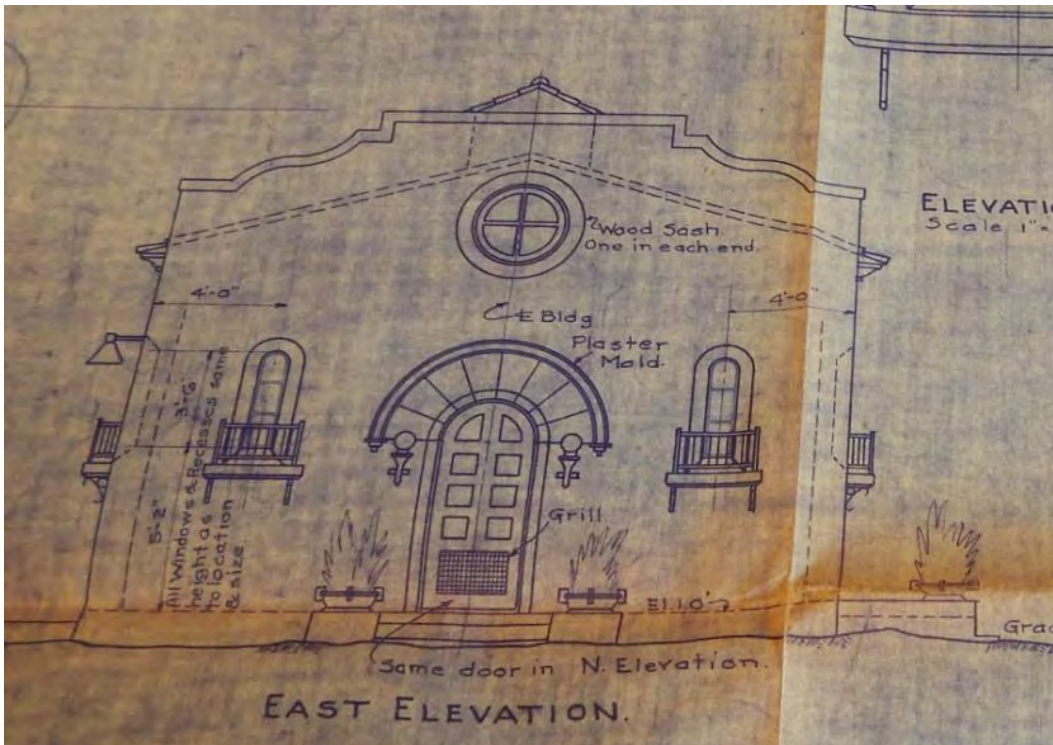 ELEVATI
Scale 1"=
Wood Sash.
One in each end.
4'-0"
4'-0"
℄ Bldg
Plaster
Mold.
3'-6"
5'-2"
All Windows & Recesses same
height as
to location
& size.
Grill
El. 1.0'
Grad
Same door in N. Elevation.
EAST ELEVATION.